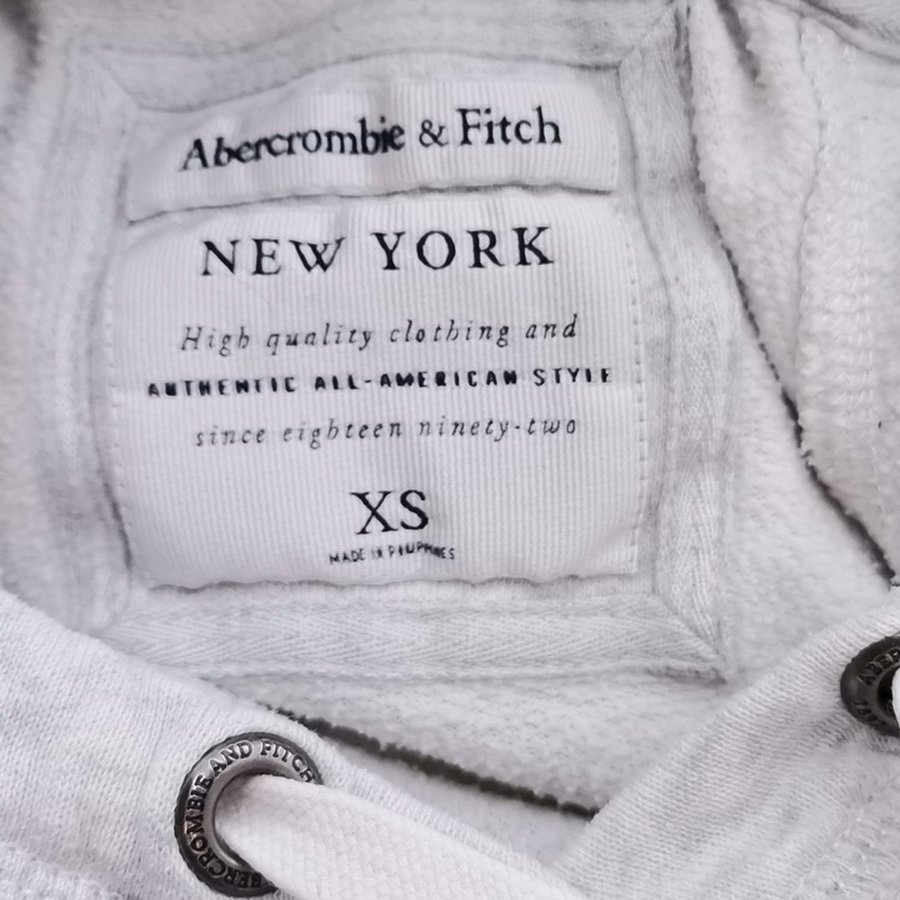 Abercrombie & Fitch
NEW YORK
High quality clothing and
AUTHENTIC ALL-AMERICAN STYLE
since eighteen ninety-two
XS
MADE IN PHILIPPINES
ABERCROMBIE AND FITCH
ABER